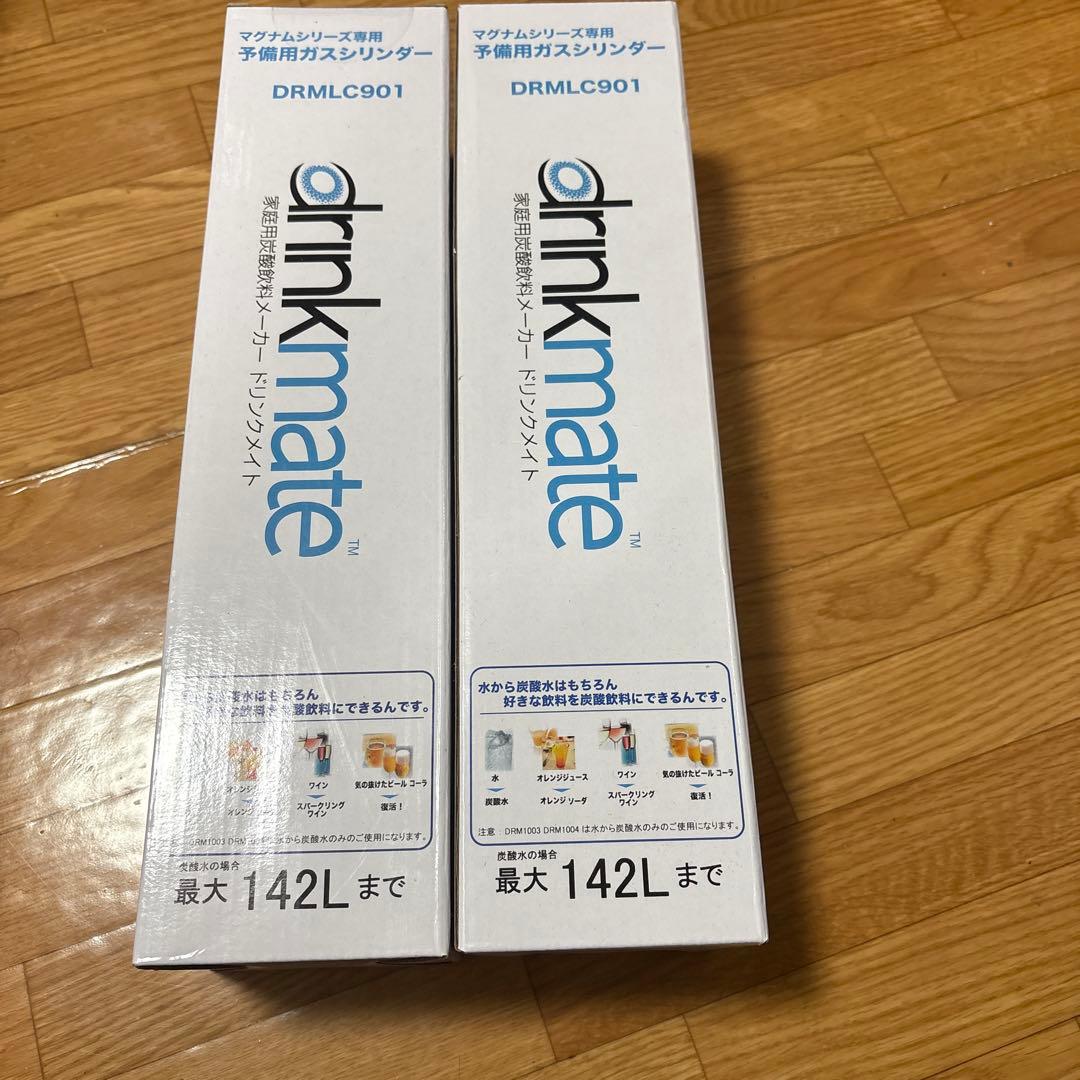 マグナムシリーズ専用
予備用ガスシリンダー
DRMLC901
drinkmate™
家庭用炭酸飲料メーカー ドリンクメイト
酸水はもちろん
な飲料を 酸飲料にできるんです。
ワイン
スパークリング
ワイン
気の抜けたビール コーラ
復活！
DRM1003 DRM から炭酸水のみのご使用になります。
炭酸水の場合
最大 142L まで
マグナムシリーズ専用
予備用ガスシリンダー
DRMLC901
drinkmate™
家庭用炭酸飲料メーカー ドリンクメイト
水から炭酸水はもちろん
好きな飲料を炭酸飲料にできるんです。
水
炭酸水
オレンジジュース
オレンジ ソーダ
ワイン
スパークリング
ワイン
気の抜けたビール コーラ
復活！
注意：DRM1003 DRM1004 は水から炭酸水のみのご使用になります。
炭酸水の場合
最大 142L まで